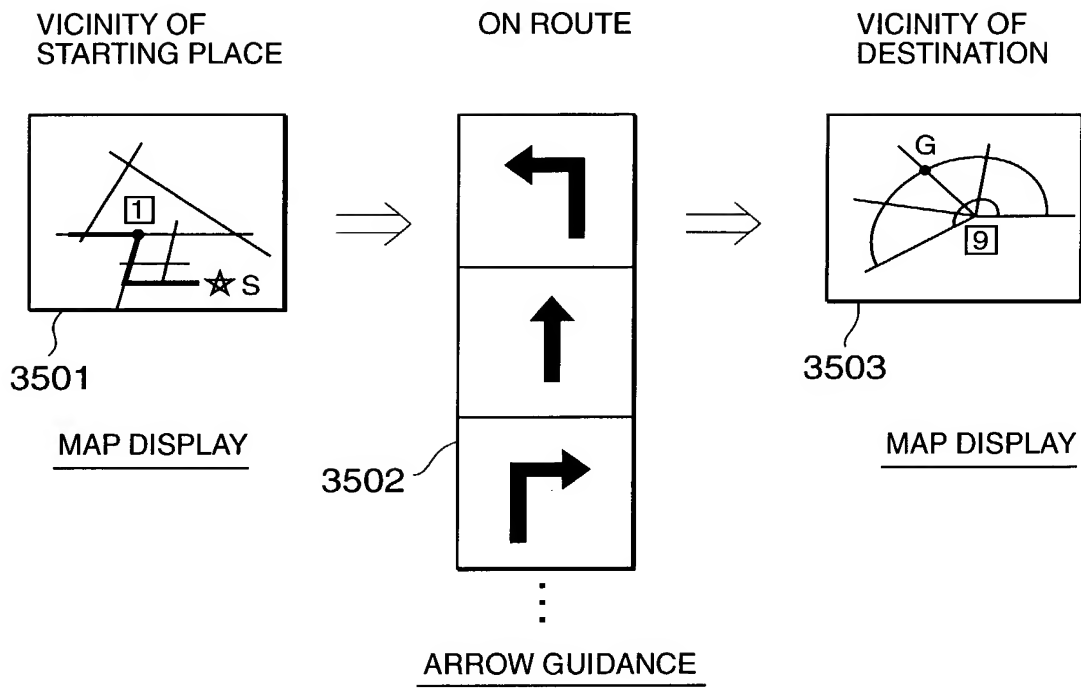 VICINITY OF
STARTING PLACE
ON ROUTE
VICINITY OF
DESTINATION
1
S
G
9
3501
3502
3503
MAP DISPLAY
MAP DISPLAY
ARROW GUIDANCE